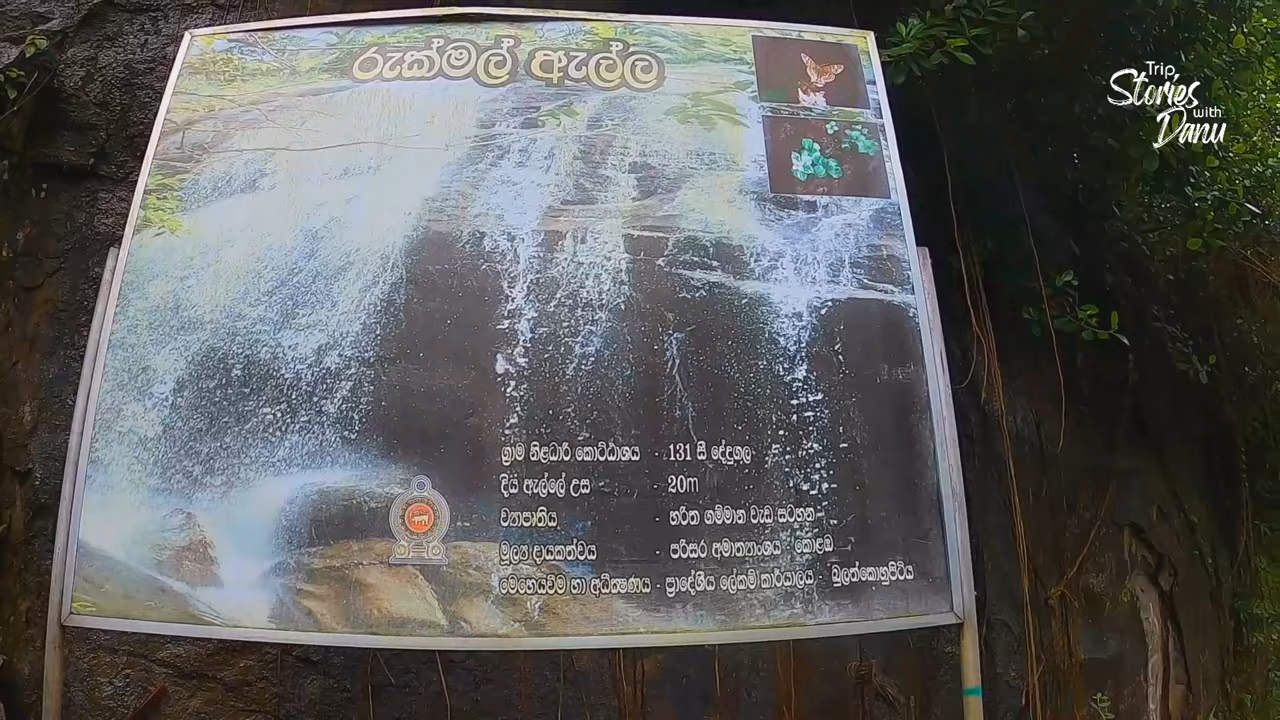 රුක්මල් ඇල්ල
Trip
Stories
with
Danu
ග්‍රාම නිළධාරී කොට්ඨාශය - 131 සී දේදුගල
දිය ඇල්ලේ උස - 20m
ව්‍යාපෘතිය - හරිත ගම්මාන වැඩ සටහන
මූල්‍ය දායකත්වය - පරිසර අමාත්‍යාංශය - කොළඹ
මෙහෙයවීම හා අධීක්ෂණය - ප්‍රාදේශීය ලේකම් කාර්යාලය - බුලත්කොහුපිටිය